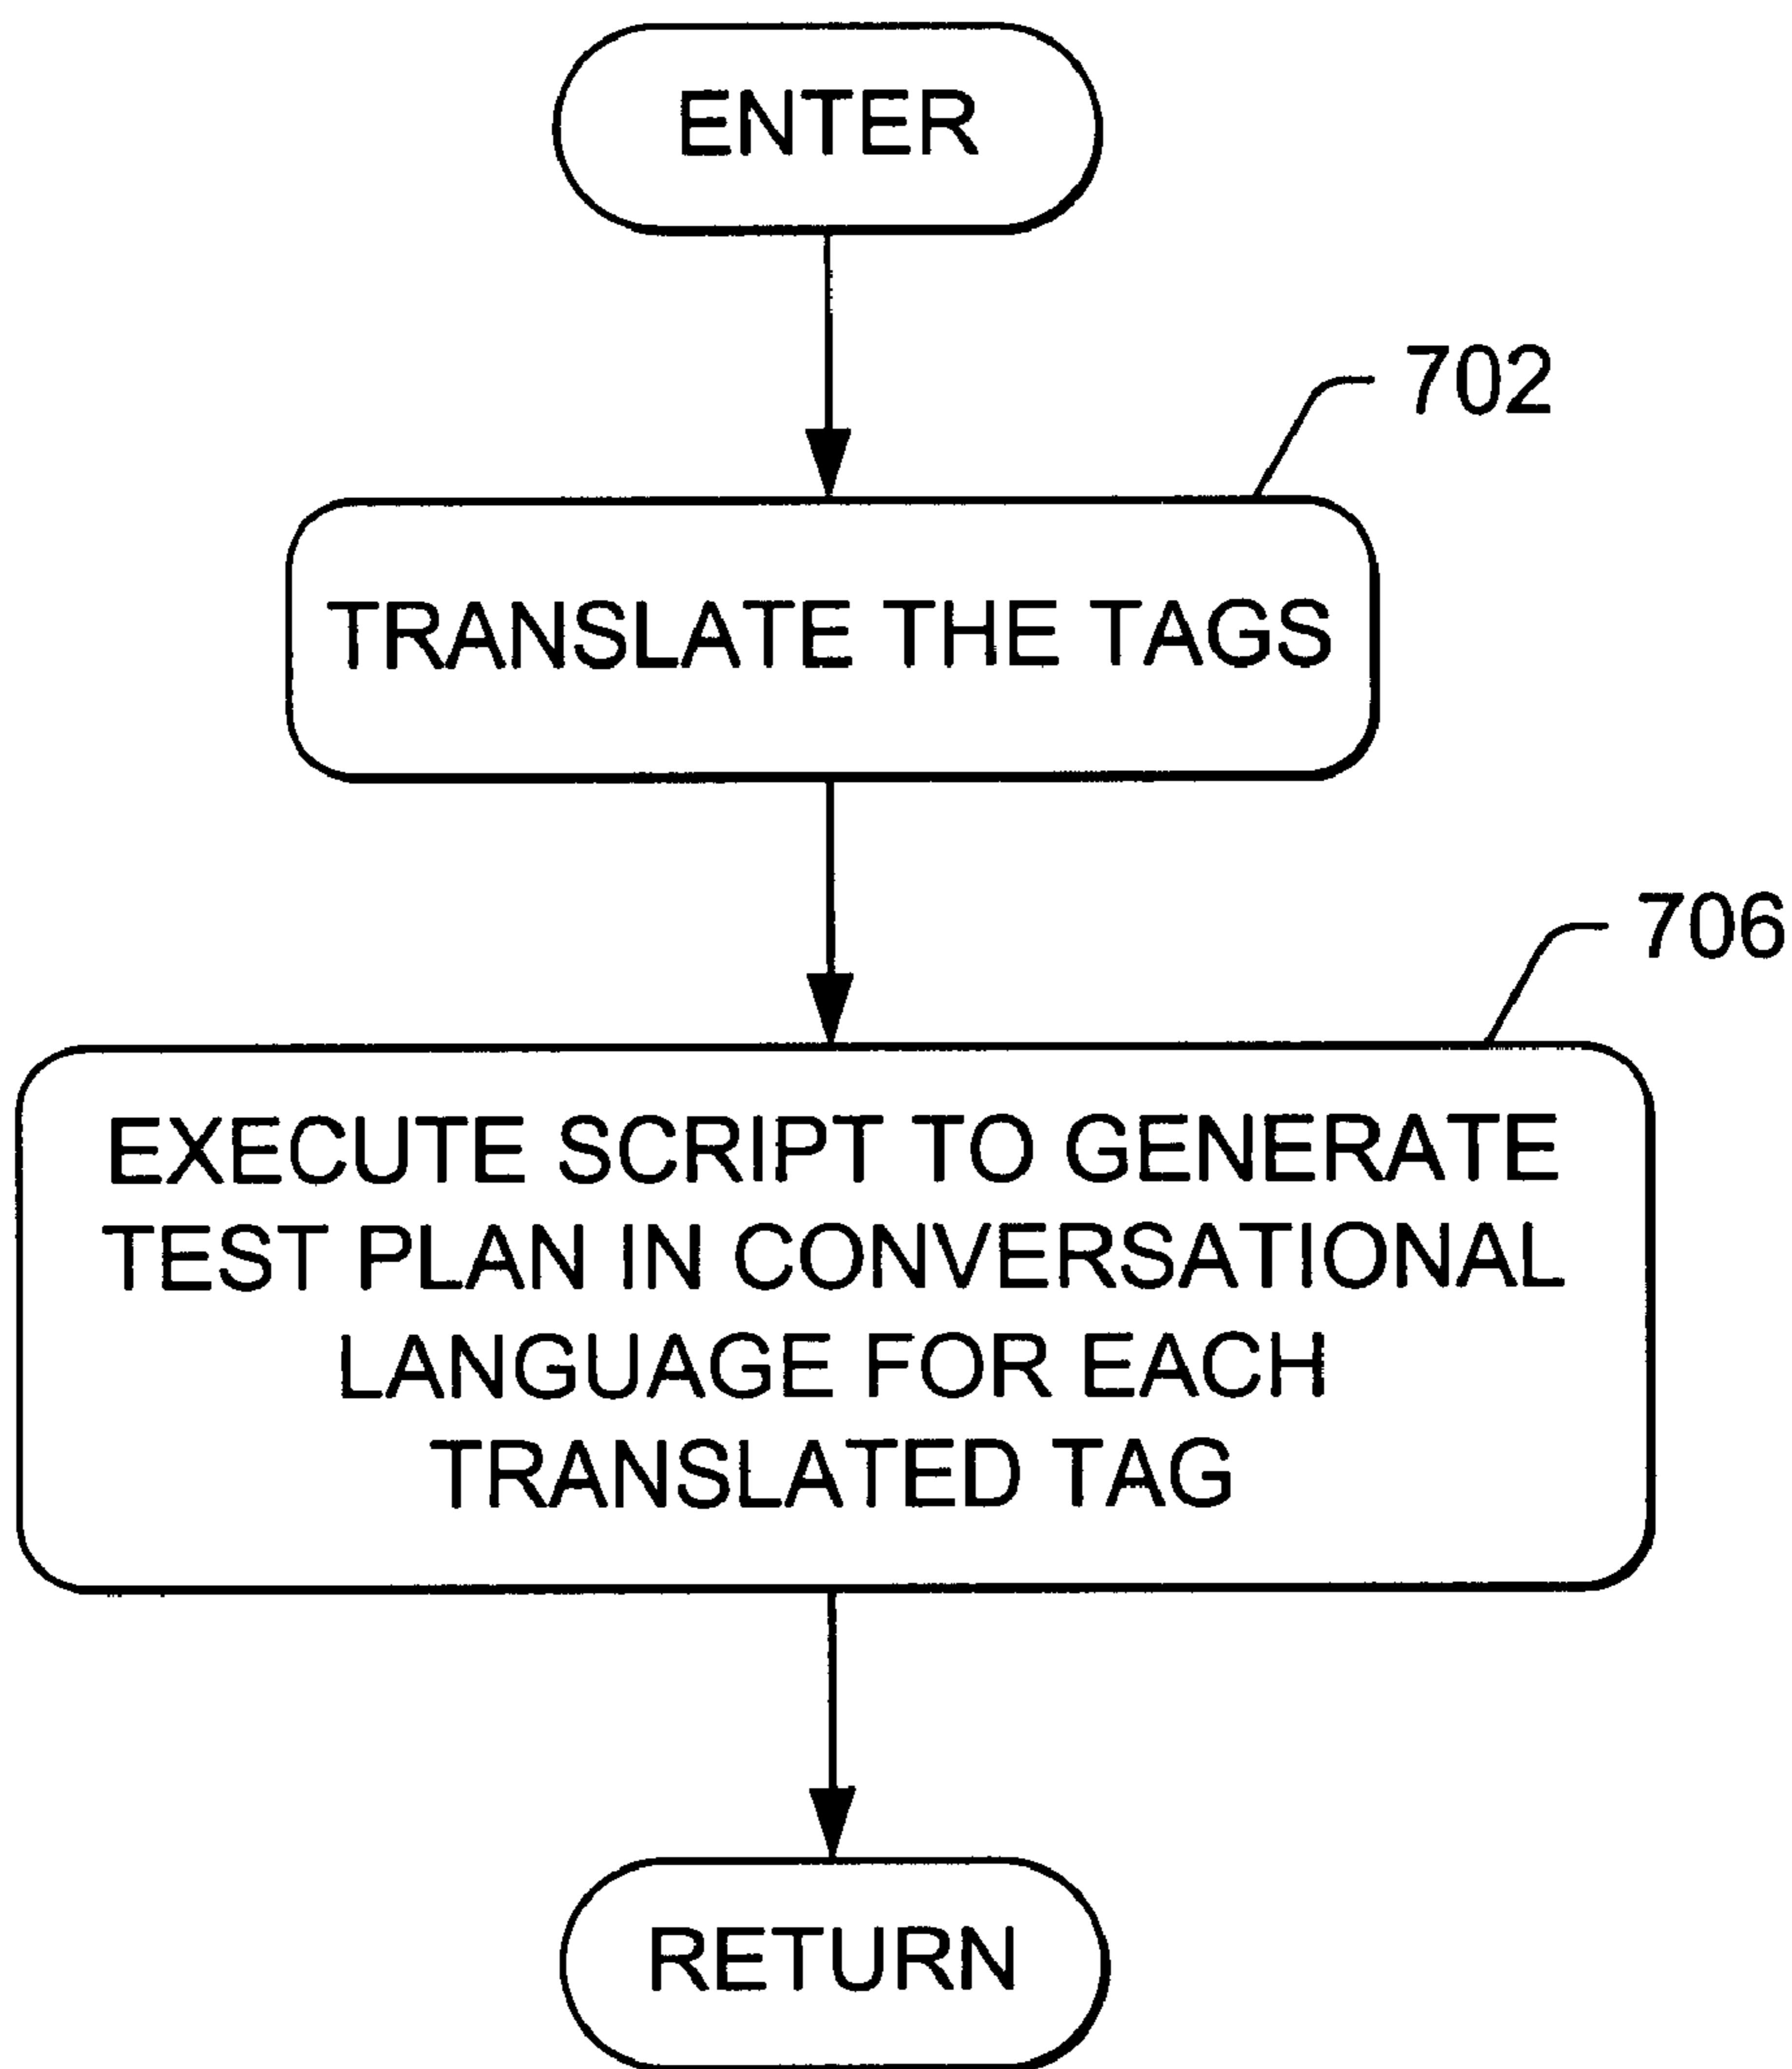 ENTER
702
TRANSLATE THE TAGS
706
EXECUTE SCRIPT TO GENERATE
TEST PLAN IN CONVERSATIONAL
LANGUAGE FOR EACH
TRANSLATED TAG
RETURN